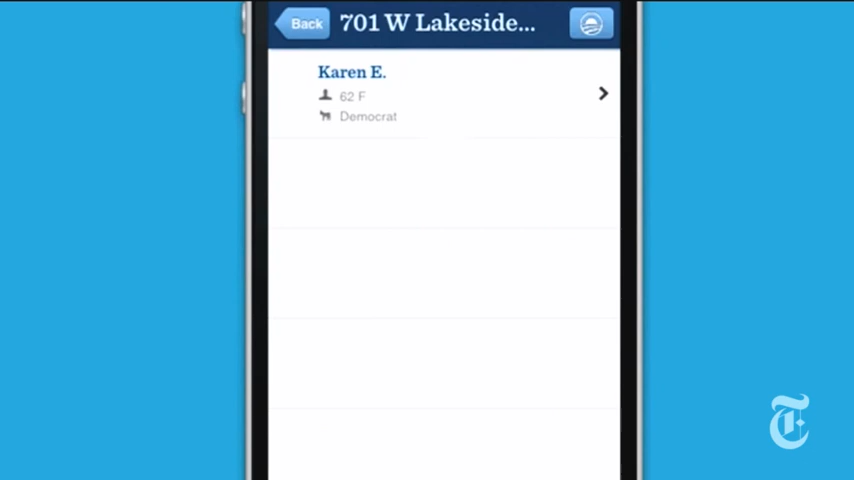 Back
701 W Lakeside...
Karen E.
62 F
Democrat